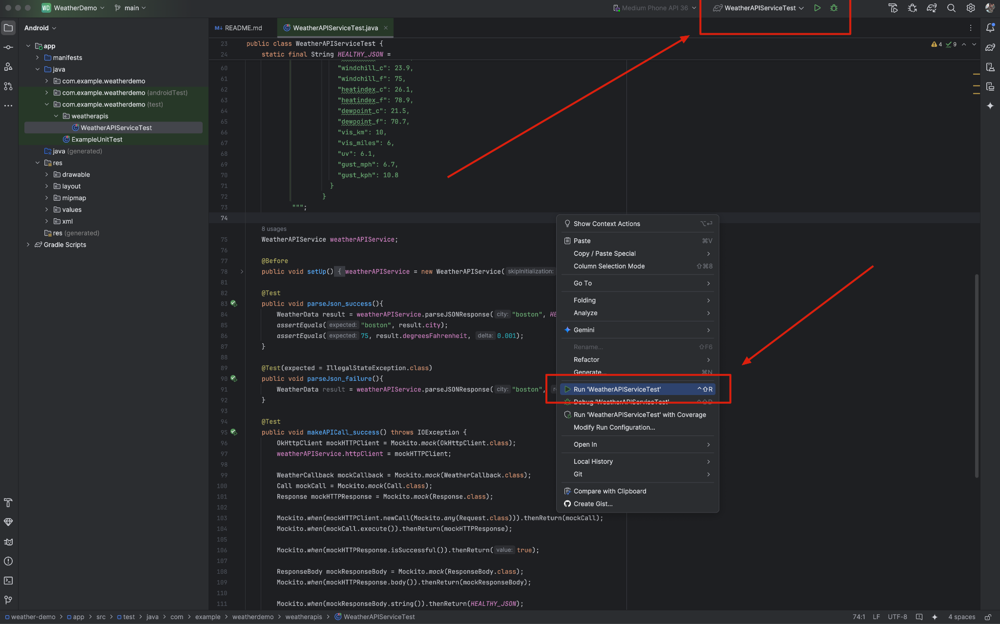 WD WeatherDemo main Medium Phone API 36 WeatherAPIServiceTest
Android
app
manifests
java
com.example.weatherdemo
com.example.weatherdemo (androidTest)
com.example.weatherdemo (test)
weatherapis
WeatherAPIServiceTest
ExampleUnitTest
java (generated)
res
drawable
layout
mipmap
values
xml
res (generated)
Gradle Scripts
M↓ README.md WeatherAPIServiceTest.java
4 9
23 public class WeatherAPIServiceTest {
24 static final String HEALTHY_JSON =
60 "windchill_c": 23.9,
61 "windchill_f": 75,
62 "heatindex_c": 26.1,
63 "heatindex_f": 78.9,
64 "dewpoint_c": 21.5,
65 "dewpoint_f": 70.7,
66 "vis_km": 10,
67 "vis_miles": 6,
68 "uv": 6.1,
69 "gust_mph": 6.7,
70 "gust_kph": 10.8
71 }
72 }
73 """;
74
8 usages
75 WeatherAPIService weatherAPIService;
76
77 @Before
78 public void setUp() { weatherAPIService = new WeatherAPIService( skipInitialization:
81
82 @Test
83 public void parseJson_success(){
84 WeatherData result = weatherAPIService.parseJSONResponse( city: "boston", HE
85 assertEquals( expected: "boston", result.city);
86 assertEquals( expected: 75, result.degreesFahrenheit, delta: 0.001);
87 }
88
89 @Test(expected = IllegalStateException.class)
90 public void parseJson_failure(){
91 WeatherData result = weatherAPIService.parseJSONResponse( city: "boston", re
92 }
93
94 @Test
95 public void makeAPICall_success() throws IOException {
96 OkHttpClient mockHTTPClient = Mockito.mock(OkHttpClient.class);
97 weatherAPIService.httpClient = mockHTTPClient;
98
99 WeatherCallback mockCallback = Mockito.mock(WeatherCallback.class);
100 Call mockCall = Mockito.mock(Call.class);
101 Response mockHTTPResponse = Mockito.mock(Response.class);
102
103 Mockito.when(mockHTTPClient.newCall(Mockito.any(Request.class))).thenReturn(mockCall);
104 Mockito.when(mockCall.execute()).thenReturn(mockHTTPResponse);
105
106 Mockito.when(mockHTTPResponse.isSuccessful()).thenReturn( value: true);
107
108 ResponseBody mockResponseBody = Mockito.mock(ResponseBody.class);
109 Mockito.when(mockHTTPResponse.body()).thenReturn(mockResponseBody);
110
111 Mockito.when(mockResponseBody.string()).thenReturn(HEALTHY_JSON);
Show Context Actions ⌥⏎
Paste ⌘V
Copy / Paste Special
Column Selection Mode ⇧⌘8
Go To
Folding
Analyze
Gemini
Rename... ⇧F6
Refactor
Generate... ⌘N
Run 'WeatherAPIServiceTest' ^⇧R
Debug 'WeatherAPIServiceTest' ^⇧D
Run 'WeatherAPIServiceTest' with Coverage
Modify Run Configuration...
Open In
Local History
Git
Compare with Clipboard
Create Gist...
weather-demo > app > src > test > java > com > example > weatherdemo > weatherapis > WeatherAPIServiceTest 74:1 LF UTF-8 4 spaces